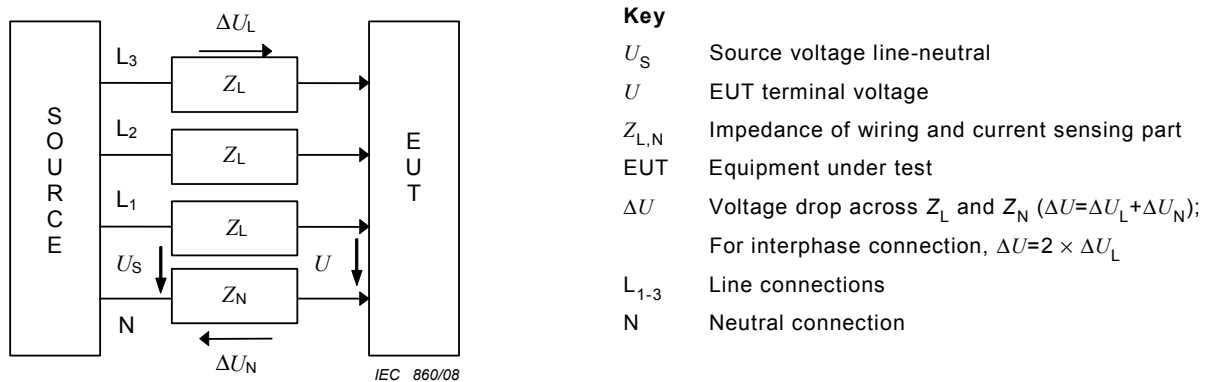 ΔU_L
L_3
Z_L
L_2
Z_L
L_1
Z_L
U_S
U
Z_N
N
ΔU_N
SOURCE
EUT
IEC 860/08
Key
U_S Source voltage line-neutral
U EUT terminal voltage
Z_L,N Impedance of wiring and current sensing part
EUT Equipment under test
ΔU Voltage drop across Z_L and Z_N (ΔU=ΔU_L+ΔU_N);
For interphase connection, ΔU=2 × ΔU_L
L_1-3 Line connections
N Neutral connection